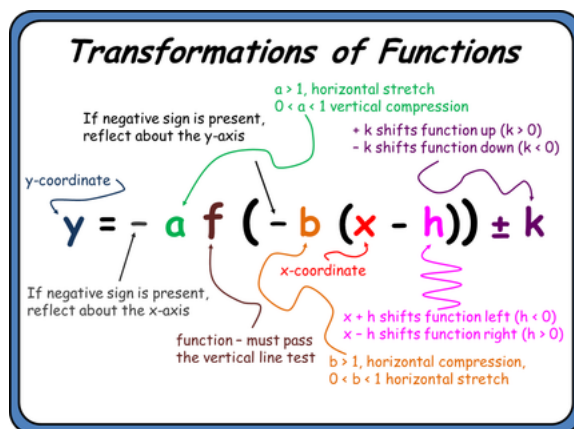 Transformations of Functions
a > 1, horizontal stretch
0 < a < 1 vertical compression
If negative sign is present,
reflect about the y-axis
+ k shifts function up (k > 0)
– k shifts function down (k < 0)
y-coordinate
y = – a f (– b (x – h)) ± k
x-coordinate
If negative sign is present,
reflect about the x-axis
function – must pass
the vertical line test
x + h shifts function left (h < 0)
x – h shifts function right (h > 0)
b > 1, horizontal compression,
0 < b < 1 horizontal stretch